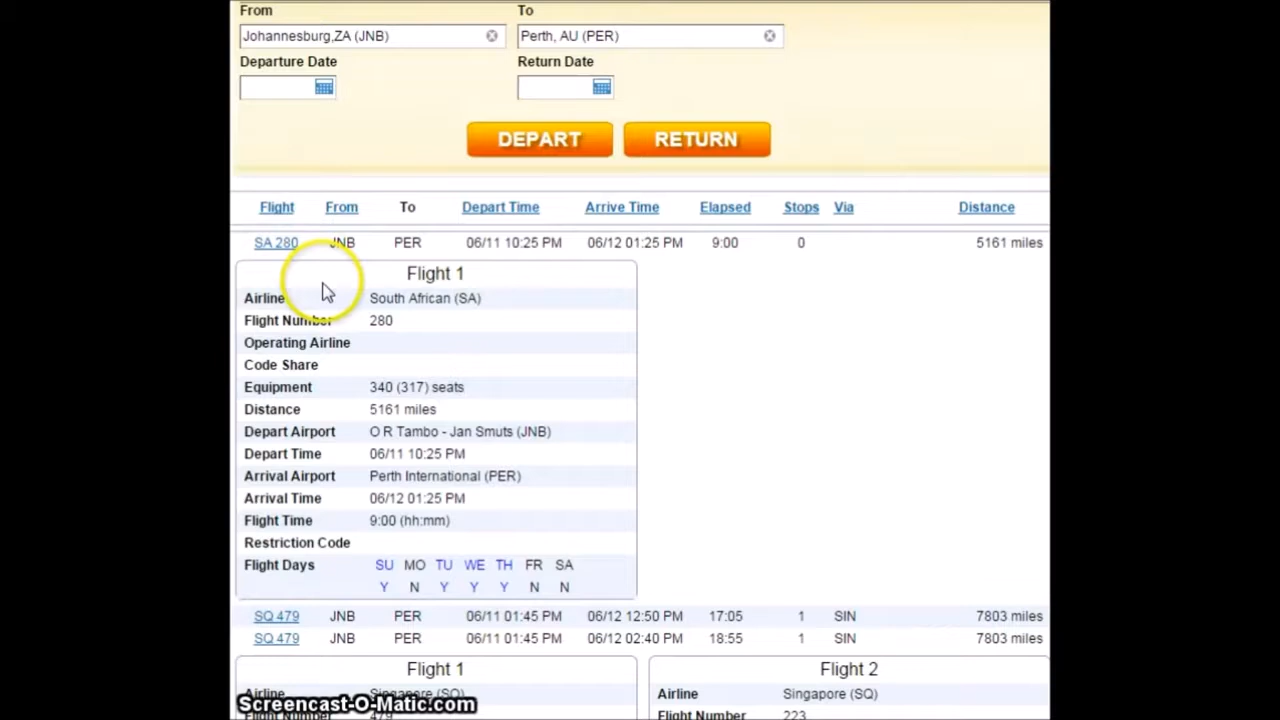 From To
Johannesburg,ZA (JNB) Perth, AU (PER)
Departure Date Return Date
DEPART RETURN
Flight From To Depart Time Arrive Time Elapsed Stops Via Distance
SA 280 JNB PER 06/11 10:25 PM 06/12 01:25 PM 9:00 0 5161 miles
Flight 1
Airline South African (SA)
Flight Number 280
Operating Airline
Code Share
Equipment 340 (317) seats
Distance 5161 miles
Depart Airport O R Tambo - Jan Smuts (JNB)
Depart Time 06/11 10:25 PM
Arrival Airport Perth International (PER)
Arrival Time 06/12 01:25 PM
Flight Time 9:00 (hh:mm)
Restriction Code
Flight Days SU MO TU WE TH FR SA
Y N Y Y Y N N
SQ 479 JNB PER 06/11 01:45 PM 06/12 12:50 PM 17:05 1 SIN 7803 miles
SQ 479 JNB PER 06/11 01:45 PM 06/12 02:40 PM 18:55 1 SIN 7803 miles
Flight 1 Flight 2
Airline Singapore (SQ) Airline Singapore (SQ)
Screencast-O-Matic.com
Flight Number 479 Flight Number 223